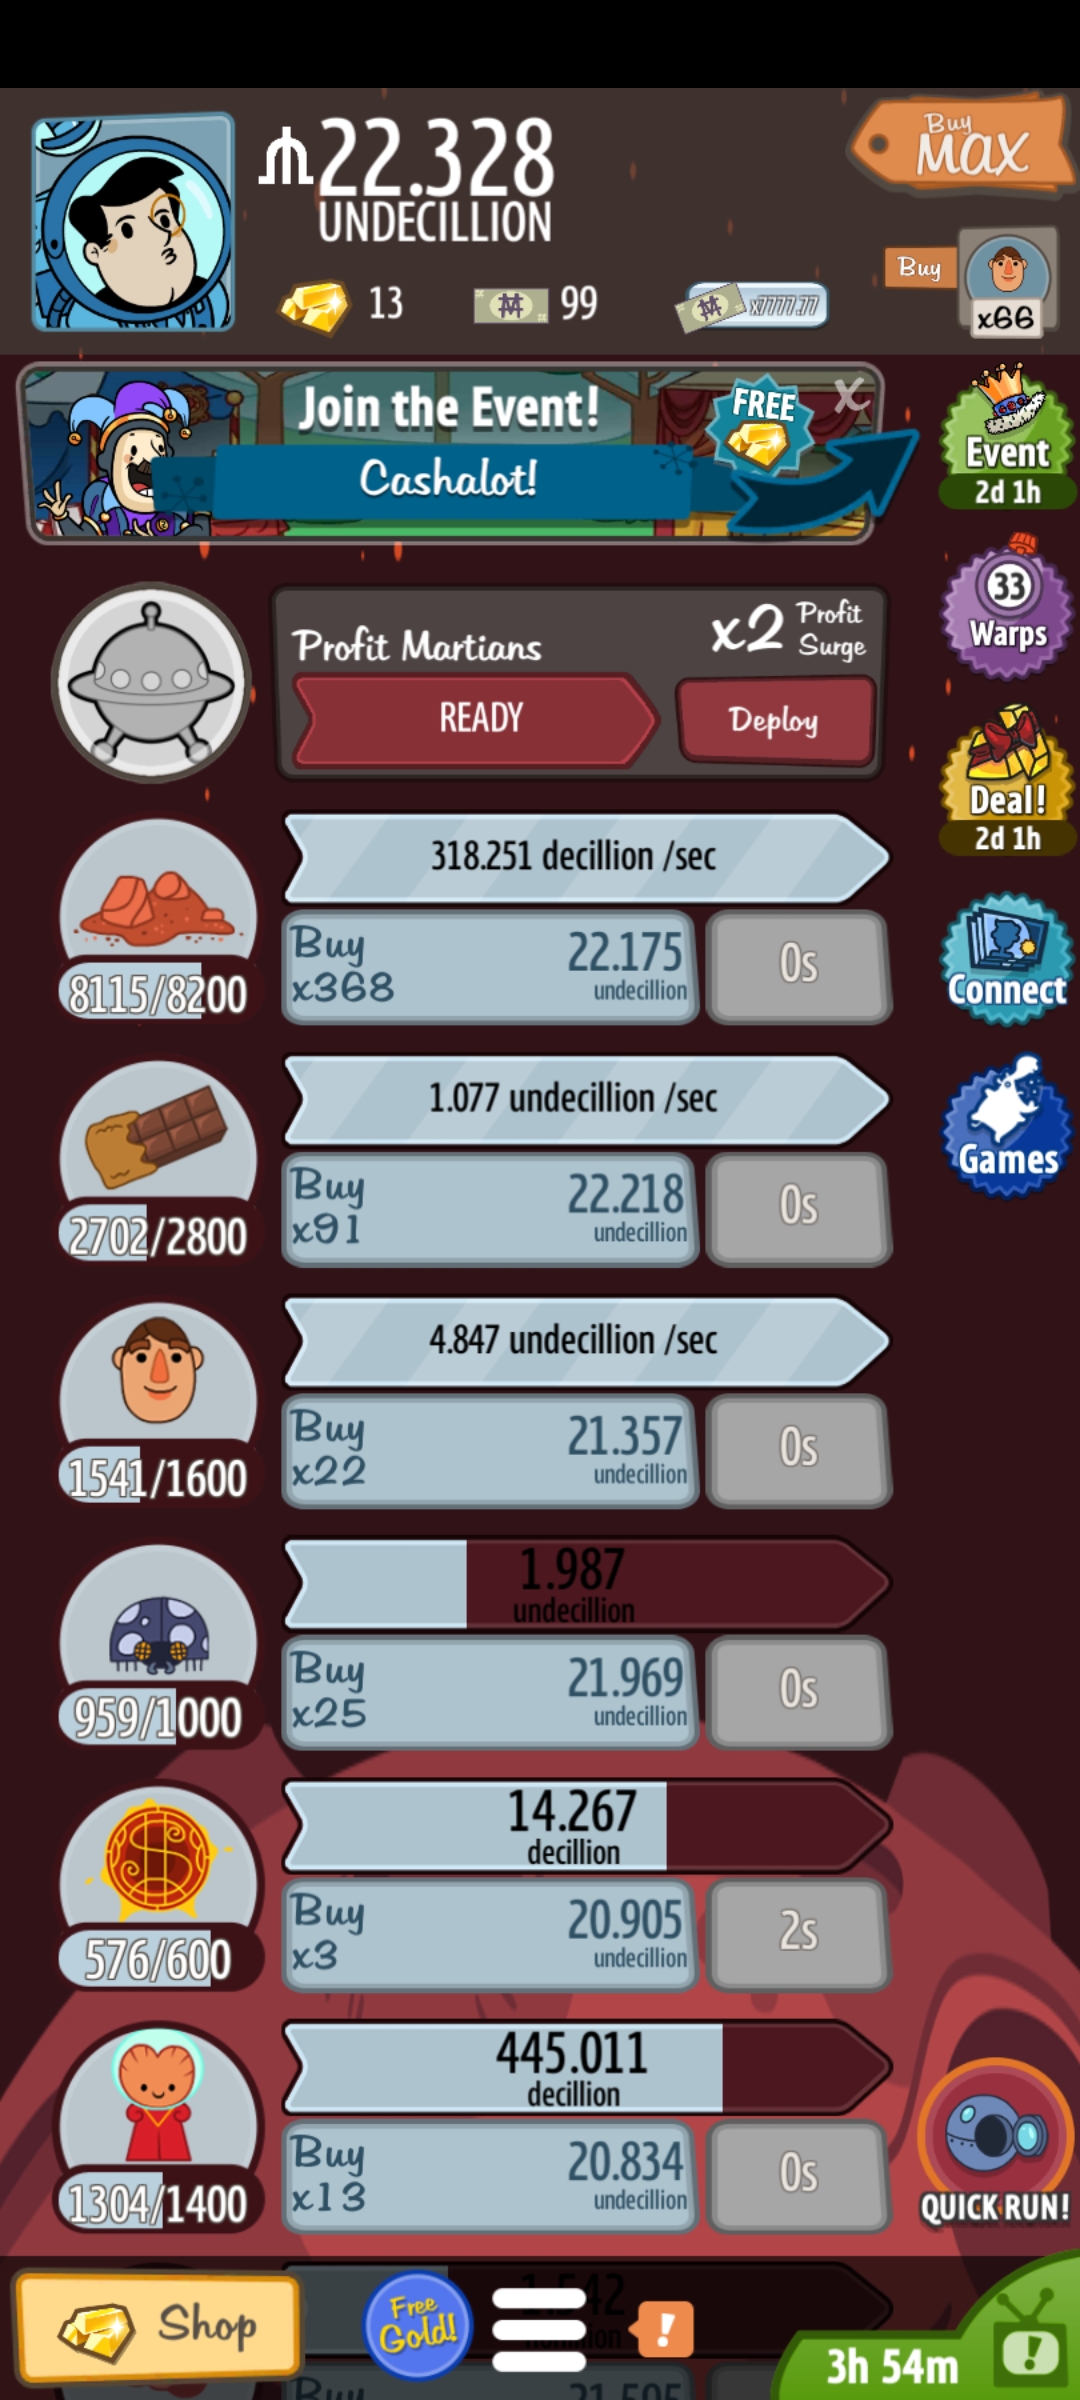 22.328
UNDECILLION
Buy
MAX
13
99
x7777.77
Buy
x66
Join the Event!
FREE
X
Cashalot!
Event
2d 1h
33
Warps
Profit Martians
x2 Profit Surge
READY
Deploy
Deal!
2d 1h
318.251 decillion /sec
8115/8200
Buy
x368
22.175
undecillion
0s
Connect
1.077 undecillion /sec
2702/2800
Buy
x91
22.218
undecillion
0s
Games
4.847 undecillion /sec
1541/1600
Buy
x22
21.357
undecillion
0s
1.987
undecillion
959/1000
Buy
x25
21.969
undecillion
0s
14.267
decillion
576/600
Buy
x3
20.905
undecillion
2s
445.011
decillion
1304/1400
Buy
x13
20.834
undecillion
0s
QUICK RUN!
Shop
Free
Gold!
!
3h 54m
!
Buy